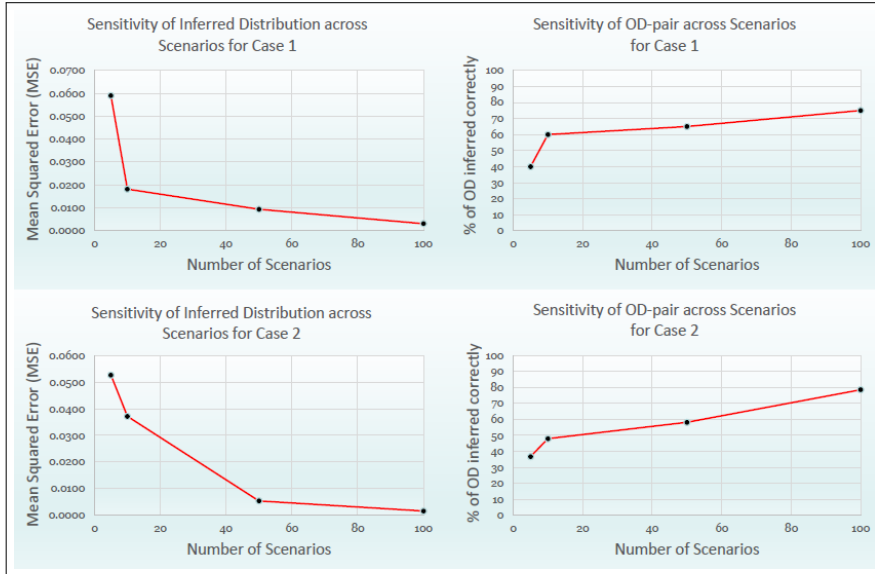 Sensitivity of Inferred Distribution across
Scenarios for Case 1
Mean Squared Error (MSE)
0.0700
0.0600
0.0500
0.0400
0.0300
0.0200
0.0100
0.0000
0 20 40 60 80 100
Number of Scenarios
Sensitivity of OD-pair across Scenarios
for Case 1
% of OD inferred correctly
100
90
80
70
60
50
40
30
20
10
0
0 20 40 60 80 100
Number of Scenarios
Sensitivity of Inferred Distribution across
Scenarios for Case 2
Mean Squared Error (MSE)
0.0600
0.0500
0.0400
0.0300
0.0200
0.0100
0.0000
0 20 40 60 80 100
Number of Scenarios
Sensitivity of OD-pair across Scenarios
for Case 2
% of OD inferred correctly
100
90
80
70
60
50
40
30
20
10
0
0 20 40 60 80 100
Number of Scenarios